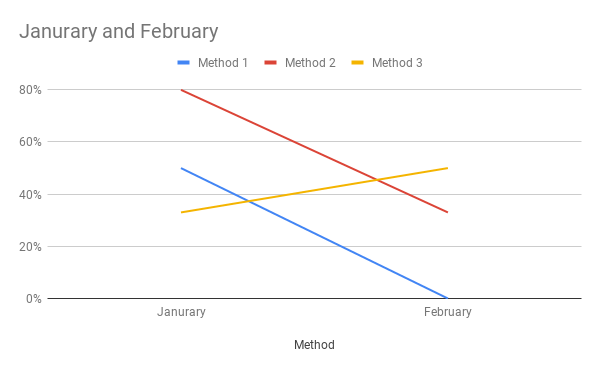 Janurary and February
Method 1 Method 2 Method 3
80%
60%
40%
20%
0%
Janurary February
Method